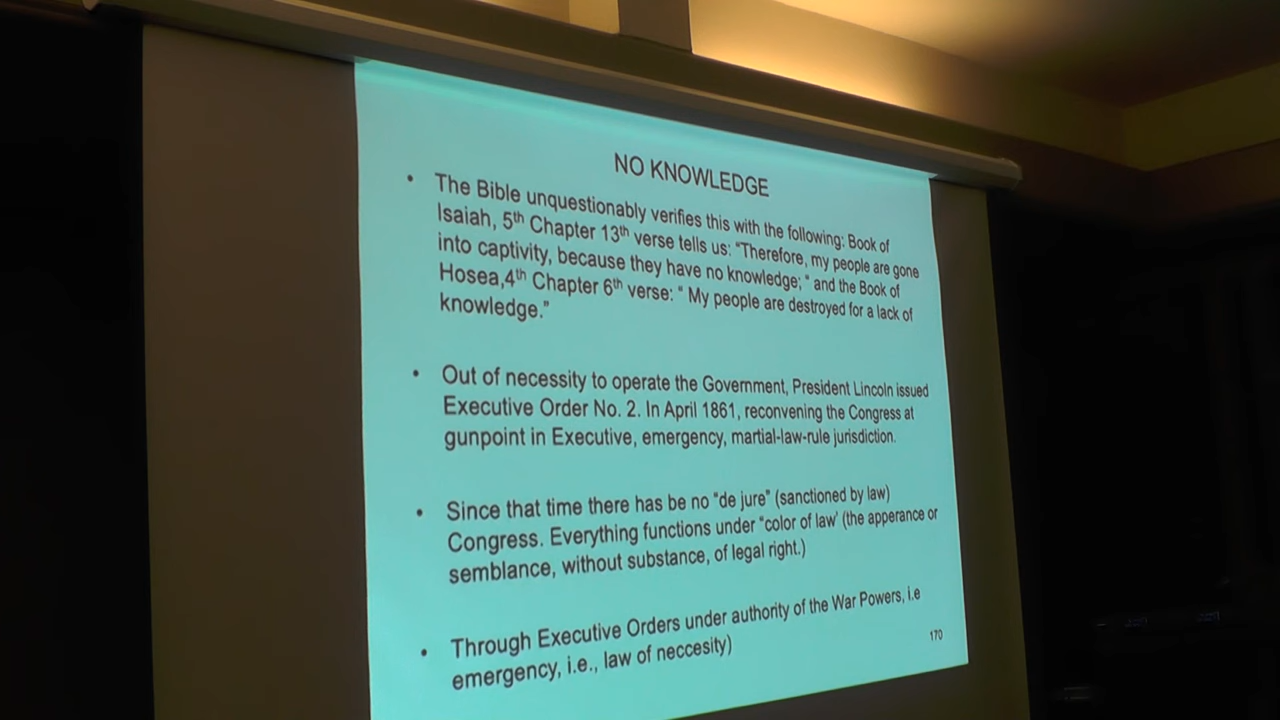 NO KNOWLEDGE
• The Bible unquestionably verifies this with the following: Book of
Isaiah, 5th Chapter 13th verse tells us: "Therefore, my people are gone
into captivity, because they have no knowledge; " and the Book of
Hosea,4th Chapter 6th verse: " My people are destroyed for a lack of
knowledge."
• Out of necessity to operate the Government, President Lincoln issued
Executive Order No. 2. In April 1861, reconvening the Congress at
gunpoint in Executive, emergency, martial-law-rule jurisdiction.
• Since that time there has be no "de jure" (sanctioned by law)
Congress. Everything functions under "color of law' (the apperance or
semblance, without substance, of legal right.)
• Through Executive Orders under authority of the War Powers, i.e
emergency, i.e., law of neccesity)
170